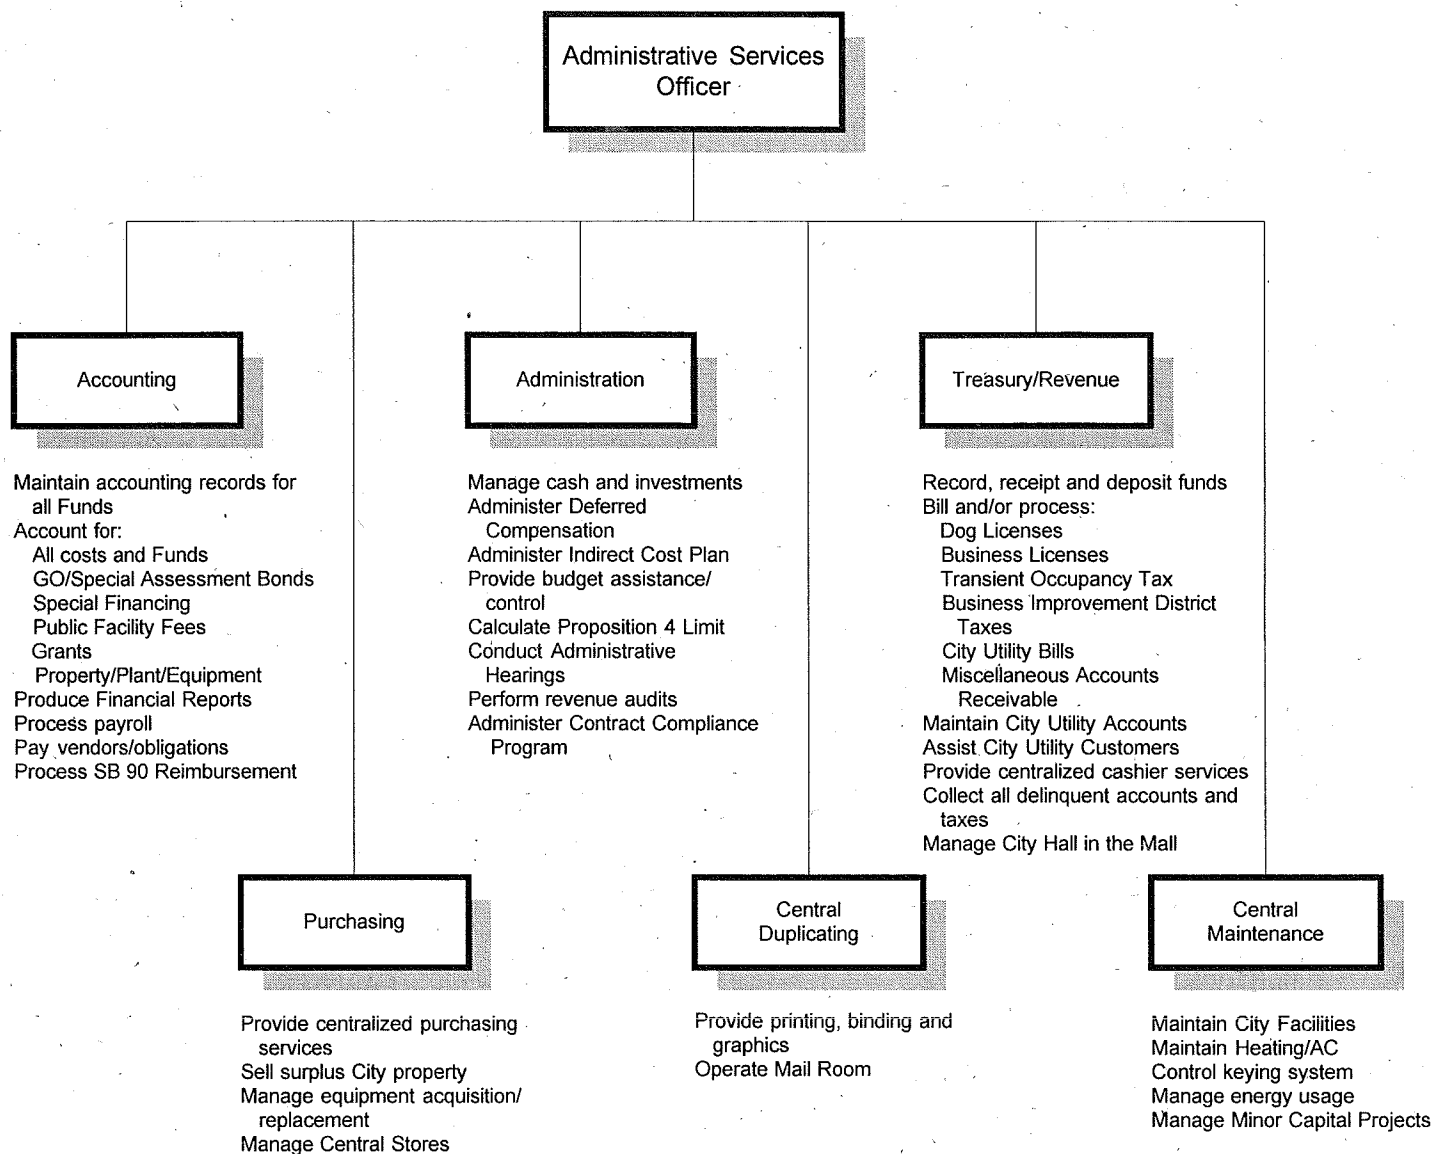 Administrative Services
Officer
Accounting
Maintain accounting records for
all Funds
Account for:
All costs and Funds
GO/Special Assessment Bonds
Special Financing
Public Facility Fees
Grants
Property/Plant/Equipment
Produce Financial Reports
Process payroll
Pay vendors/obligations
Process SB 90 Reimbursement
Administration
Manage cash and investments
Administer Deferred
Compensation
Administer Indirect Cost Plan
Provide budget assistance/
control
Calculate Proposition 4 Limit
Conduct Administrative
Hearings
Perform revenue audits
Administer Contract Compliance
Program
Treasury/Revenue
Record, receipt and deposit funds
Bill and/or process:
Dog Licenses
Business Licenses
Transient Occupancy Tax
Business Improvement District
Taxes
City Utility Bills
Miscellaneous Accounts
Receivable
Maintain City Utility Accounts
Assist City Utility Customers
Provide centralized cashier services
Collect all delinquent accounts and
taxes
Manage City Hall in the Mall
Purchasing
Provide centralized purchasing
services
Sell surplus City property
Manage equipment acquisition/
replacement
Manage Central Stores
Central
Duplicating
Provide printing, binding and
graphics
Operate Mail Room
Central
Maintenance
Maintain City Facilities
Maintain Heating/AC
Control keying system
Manage energy usage
Manage Minor Capital Projects